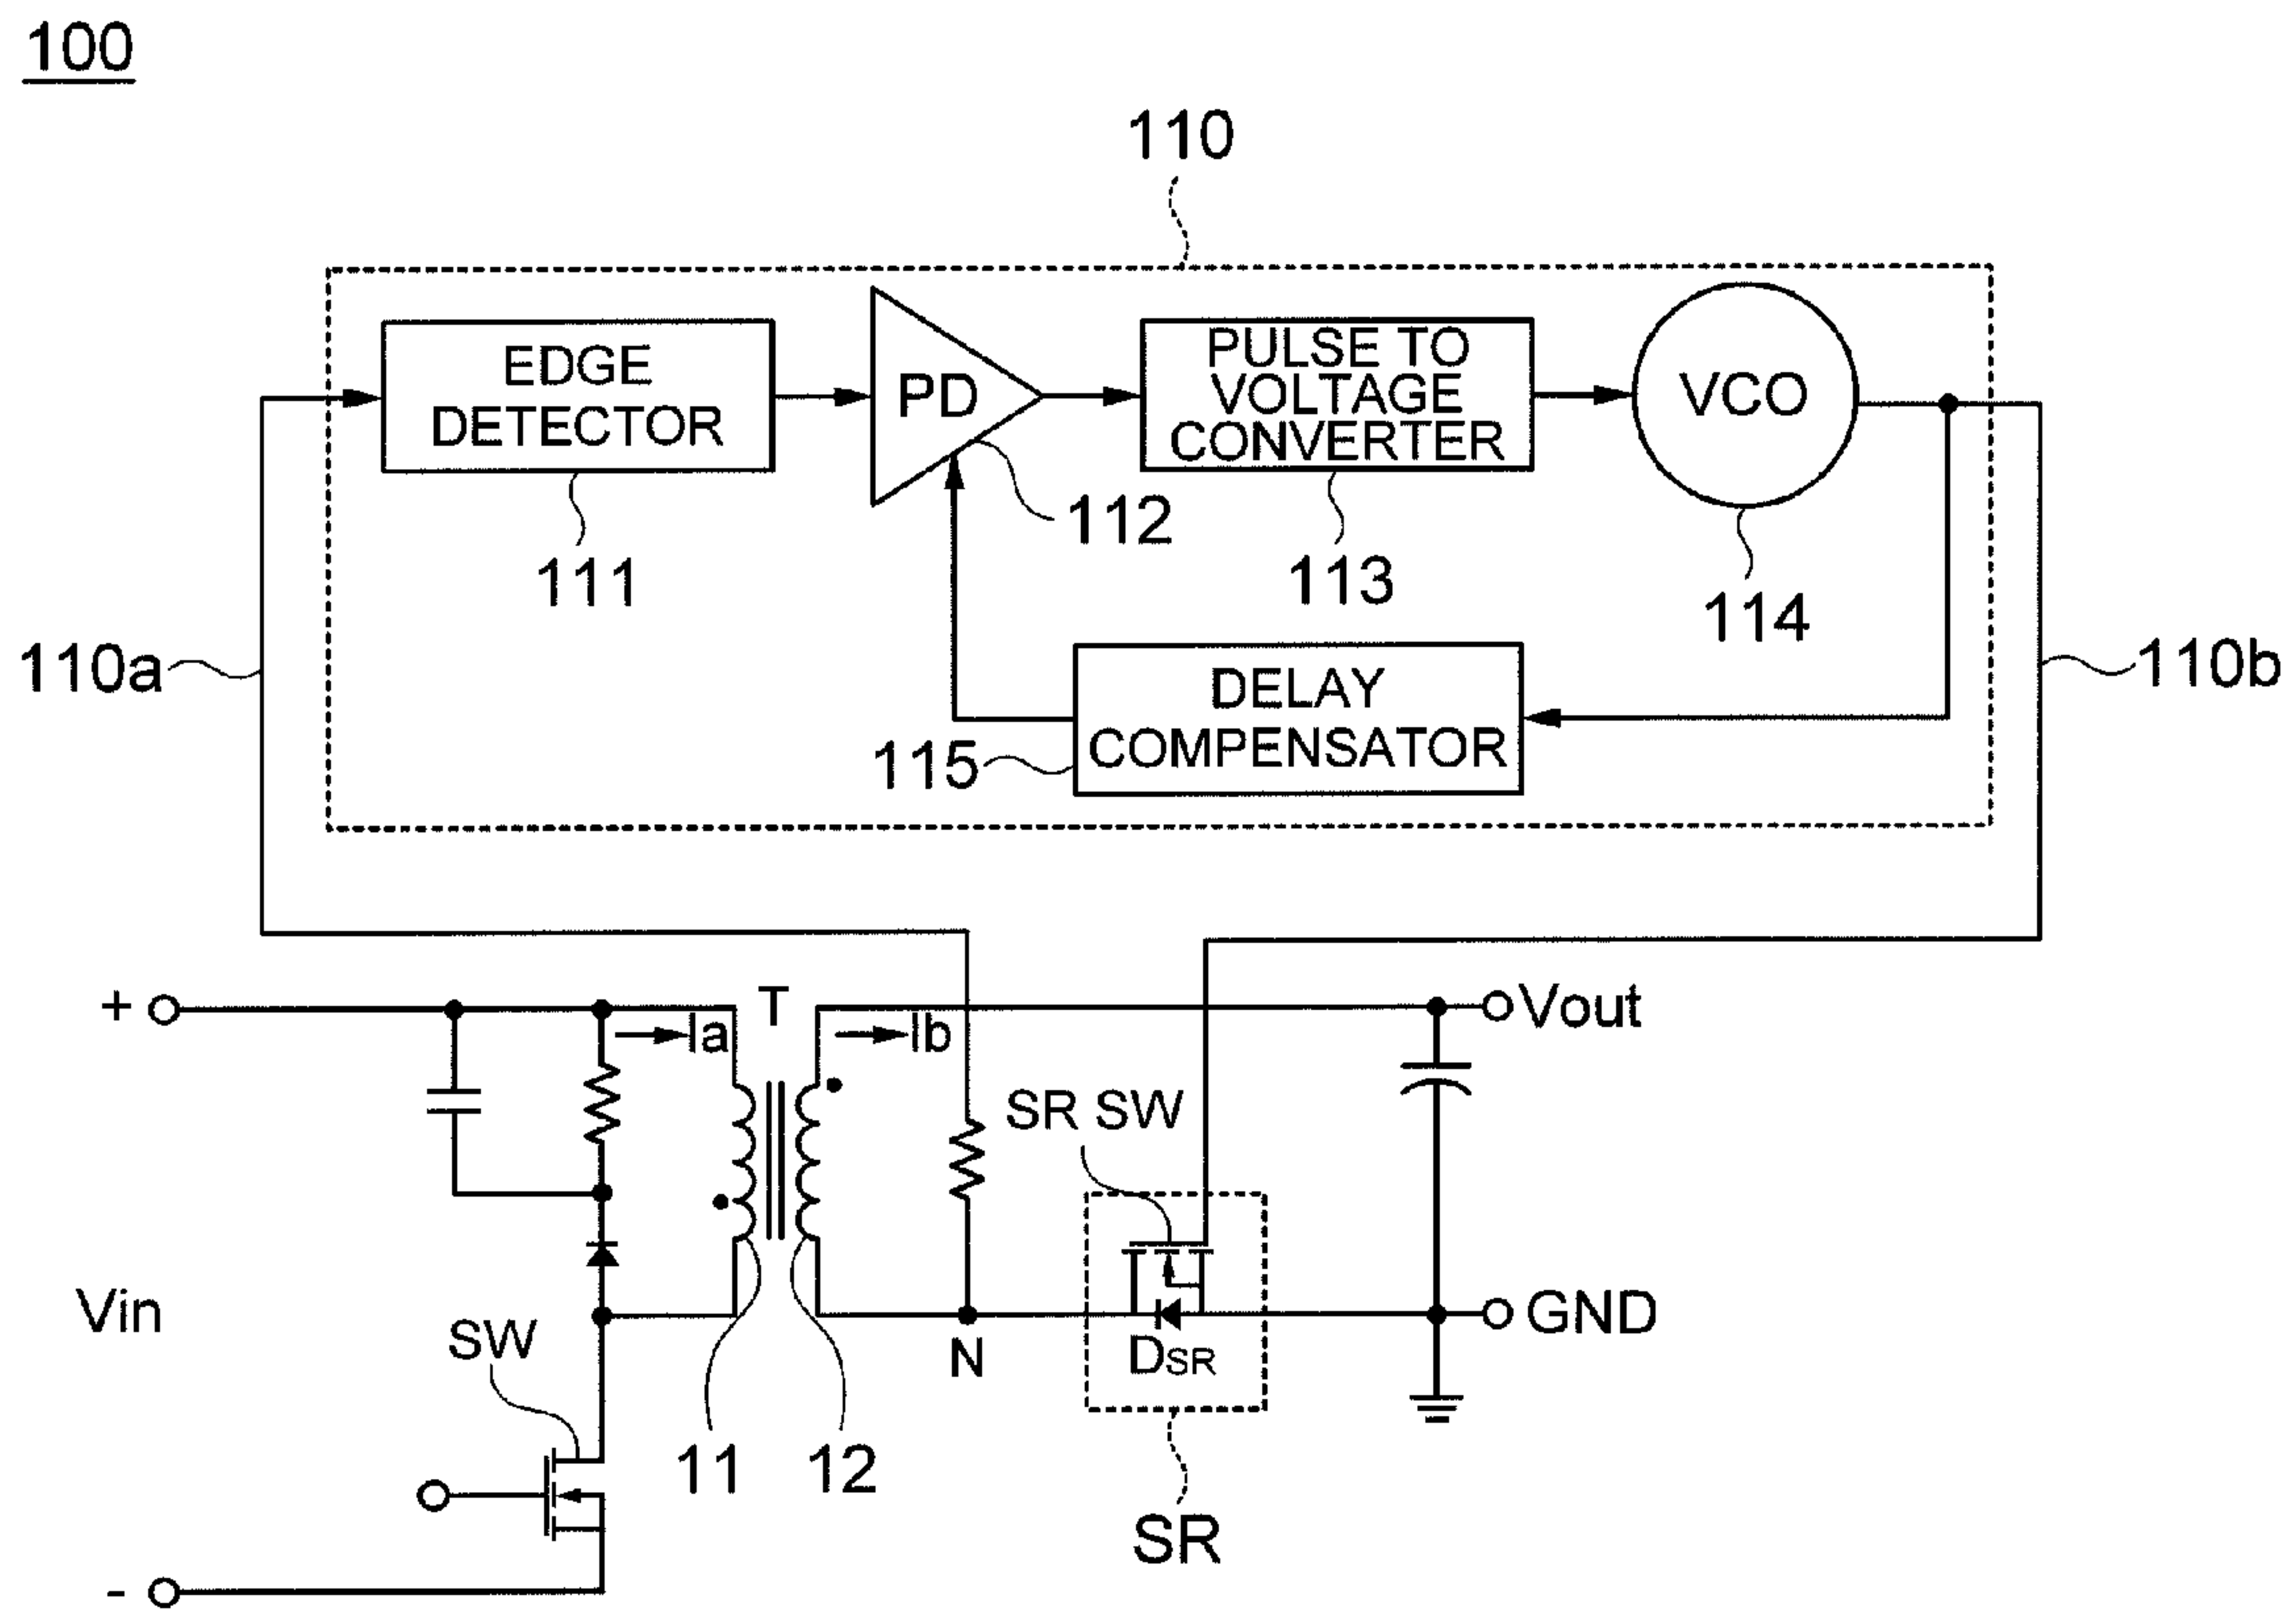 100
110
EDGE
DETECTOR
PD
PULSE TO
VOLTAGE
CONVERTER
VCO
111
112
113
114
110a
DELAY
COMPENSATOR
115
110b
+
Ia
T
Ib
Vout
SR SW
Vin
SW
N
DSR
GND
11
12
SR
-